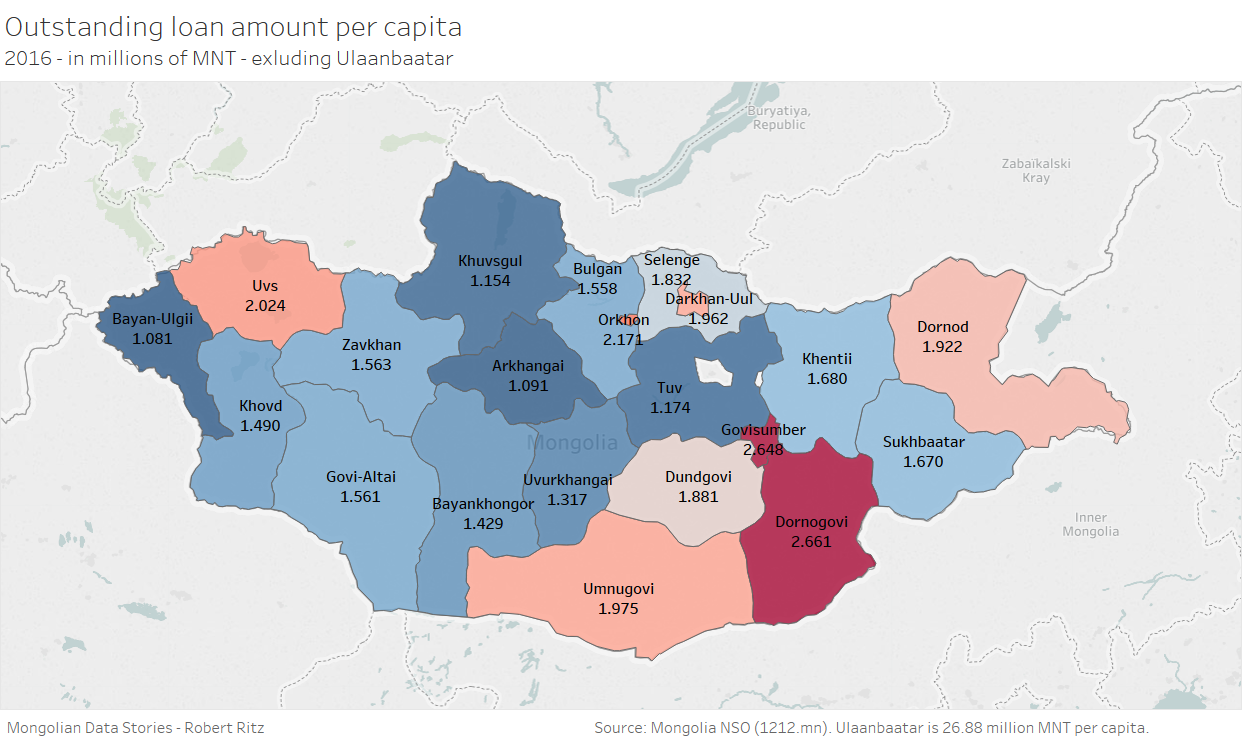 Outstanding loan amount per capita
2016 - in millions of MNT - exluding Ulaanbaatar
Buryatiya,
Republic
Zabaïkalski
Kray
Khuvsgul
1.154
Bulgan
1.558
Selenge
1.832
Uvs
2.024
Darkhan-Uul
1.962
Bayan-Ulgii
1.081
Orkhon
2.171
Dornod
1.922
Zavkhan
1.563
Khentii
1.680
Arkhangai
1.091
Tuv
1.174
Khovd
1.490
Govisumber
2.648
Mongolia
Sukhbaatar
1.670
Govi-Altai
1.561
Uvurkhangai
1.317
Dundgovi
1.881
Bayankhongor
1.429
Dornogovi
2.661
Inner
Mongolia
Umnugovi
1.975
Mongolian Data Stories - Robert Ritz
Source: Mongolia NSO (1212.mn). Ulaanbaatar is 26.88 million MNT per capita.